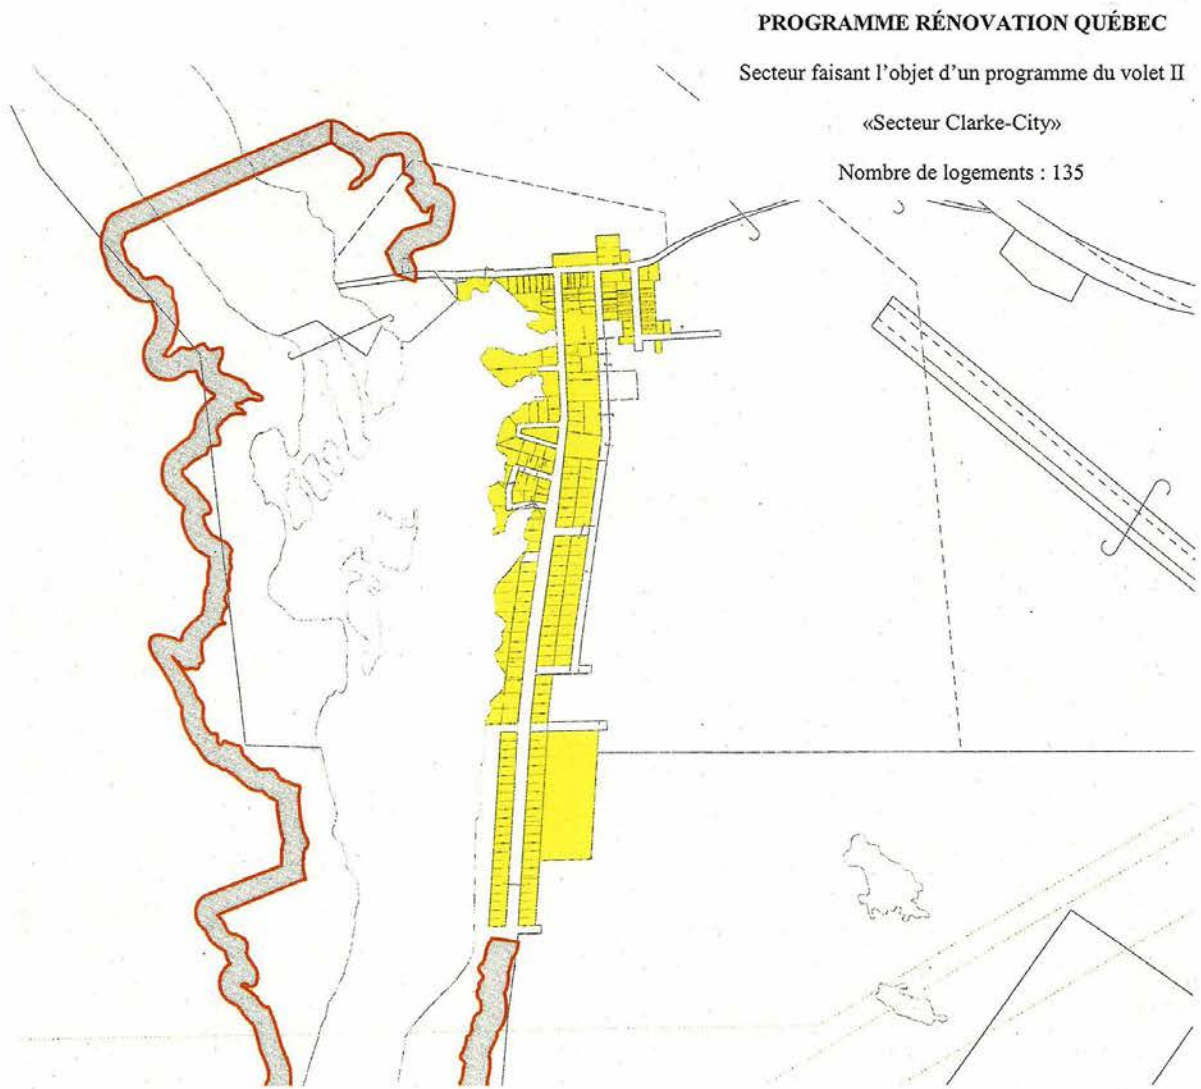 PROGRAMME RÉNOVATION QUÉBEC
Secteur faisant l'objet d'un programme du volet II
«Secteur Clarke-City»
Nombre de logements : 135